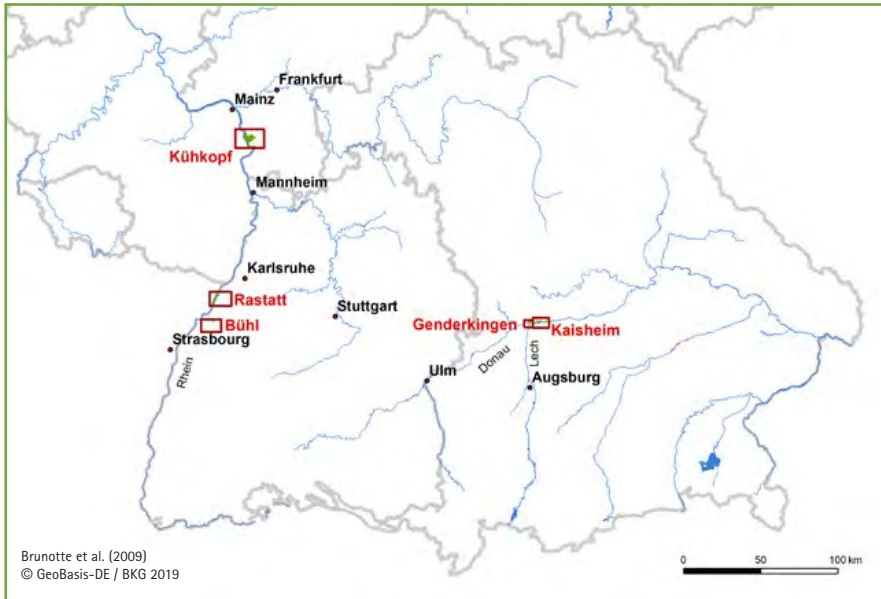 Frankfurt
Mainz
Kühkopf
Mannheim
Karlsruhe
Rastatt
Stuttgart
Bühl
Genderkingen
Kaisheim
Strasbourg
Rhein
Donau
Lech
Ulm
Augsburg
Brunotte et al. (2009)
© GeoBasis-DE / BKG 2019
0 50 100 km